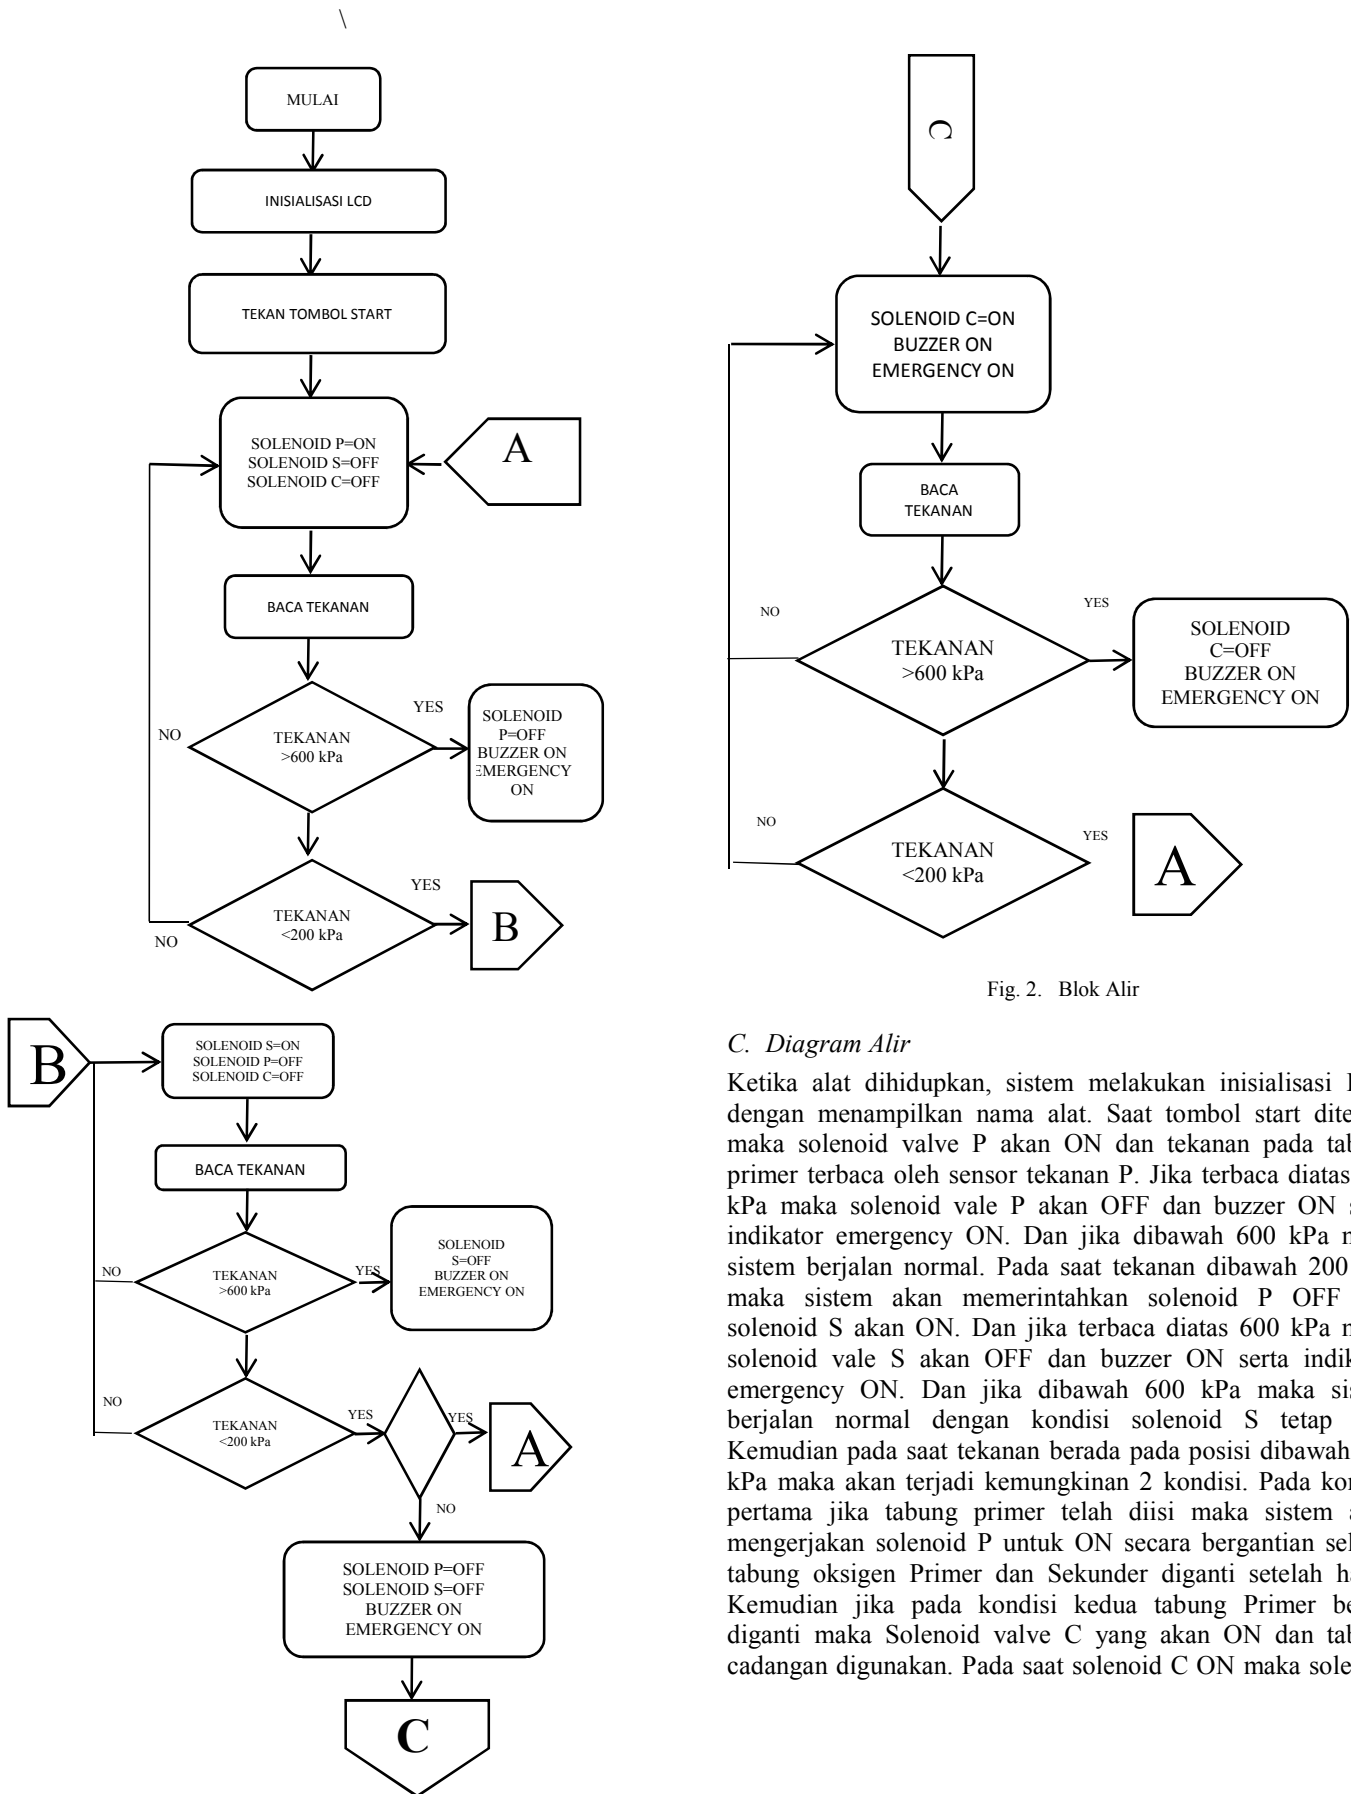 \
MULAI
INISIALISASI LCD
TEKAN TOMBOL START
SOLENOID P=ON
SOLENOID S=OFF
SOLENOID C=OFF
A
BACA TEKANAN
TEKANAN
>600 kPa
NO
YES
SOLENOID
P=OFF
BUZZER ON
EMERGENCY
ON
TEKANAN
<200 kPa
NO
YES
B
B
SOLENOID S=ON
SOLENOID P=OFF
SOLENOID C=OFF
BACA TEKANAN
NO
TEKANAN
>600 kPa
YES
SOLENOID
S=OFF
BUZZER ON
EMERGENCY ON
NO
TEKANAN
<200 kPa
YES
YES
A
NO
SOLENOID P=OFF
SOLENOID S=OFF
BUZZER ON
EMERGENCY ON
C
C
SOLENOID C=ON
BUZZER ON
EMERGENCY ON
BACA
TEKANAN
NO
TEKANAN
>600 kPa
YES
SOLENOID
C=OFF
BUZZER ON
EMERGENCY ON
NO
TEKANAN
<200 kPa
YES
A
Fig. 2. Blok Alir
C. Diagram Alir
Ketika alat dihidupkan, sistem melakukan inisialisasi
dengan menampilkan nama alat. Saat tombol start
maka solenoid valve P akan ON dan tekanan pada
primer terbaca oleh sensor tekanan P. Jika terbaca diatas
kPa maka solenoid vale P akan OFF dan buzzer ON
indikator emergency ON. Dan jika dibawah 600 kPa
sistem berjalan normal. Pada saat tekanan dibawah 200
maka sistem akan memerintahkan solenoid P OFF
solenoid S akan ON. Dan jika terbaca diatas 600 kPa
solenoid vale S akan OFF dan buzzer ON serta
emergency ON. Dan jika dibawah 600 kPa maka
berjalan normal dengan kondisi solenoid S tetap
Kemudian pada saat tekanan berada pada posisi dibawah
kPa maka akan terjadi kemungkinan 2 kondisi. Pada
pertama jika tabung primer telah diisi maka sistem
mengerjakan solenoid P untuk ON secara bergantian
tabung oksigen Primer dan Sekunder diganti setelah
Kemudian jika pada kondisi kedua tabung Primer
diganti maka Solenoid valve C yang akan ON dan
cadangan digunakan. Pada saat solenoid C ON maka